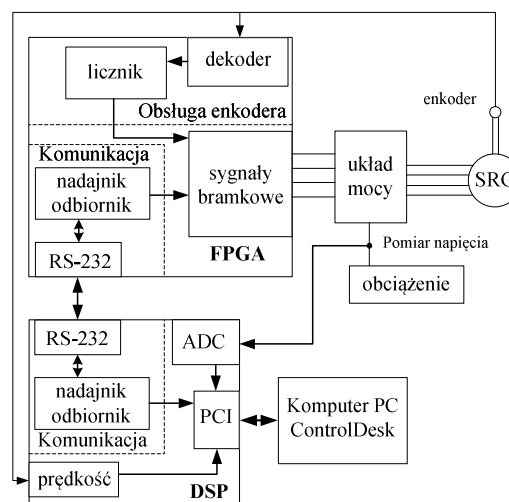 dekoder
licznik
Obsługa enkodera
enkoder
Komunikacja
nadajnik
odbiornik
sygnały
bramkowe
układ
mocy
SRG
RS-232
FPGA
Pomiar napięcia
obciążenie
RS-232
ADC
nadajnik
odbiornik
PCI
Komputer PC
ControlDesk
Komunikacja
prędkość
DSP